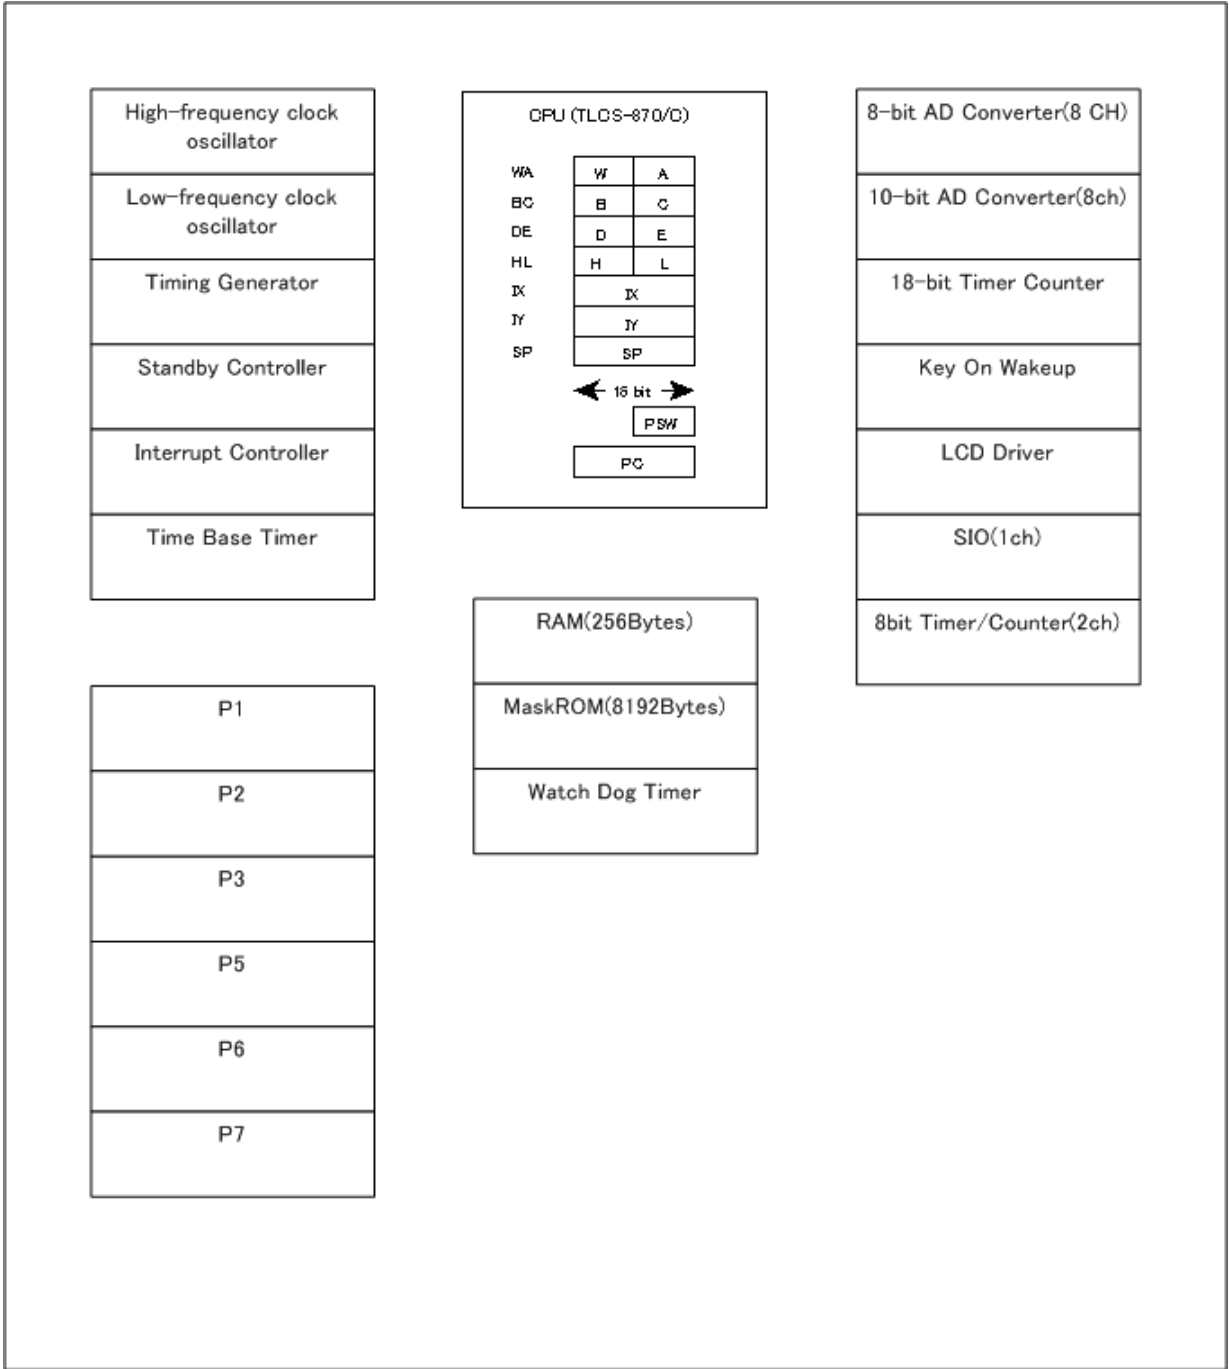 High-frequency clock
oscillator
Low-frequency clock
oscillator
Timing Generator
Standby Controller
Interrupt Controller
Time Base Timer
P1
P2
P3
P5
P6
P7
CPU (TLCS-870/C)
WA W A
BC B C
DE D E
HL H L
IX IX
IY IY
SP SP
16 bit
PSW
PC
RAM(256Bytes)
MaskROM(8192Bytes)
Watch Dog Timer
8-bit AD Converter(8 CH)
10-bit AD Converter(8ch)
18-bit Timer Counter
Key On Wakeup
LCD Driver
SIO(1ch)
8bit Timer/Counter(2ch)